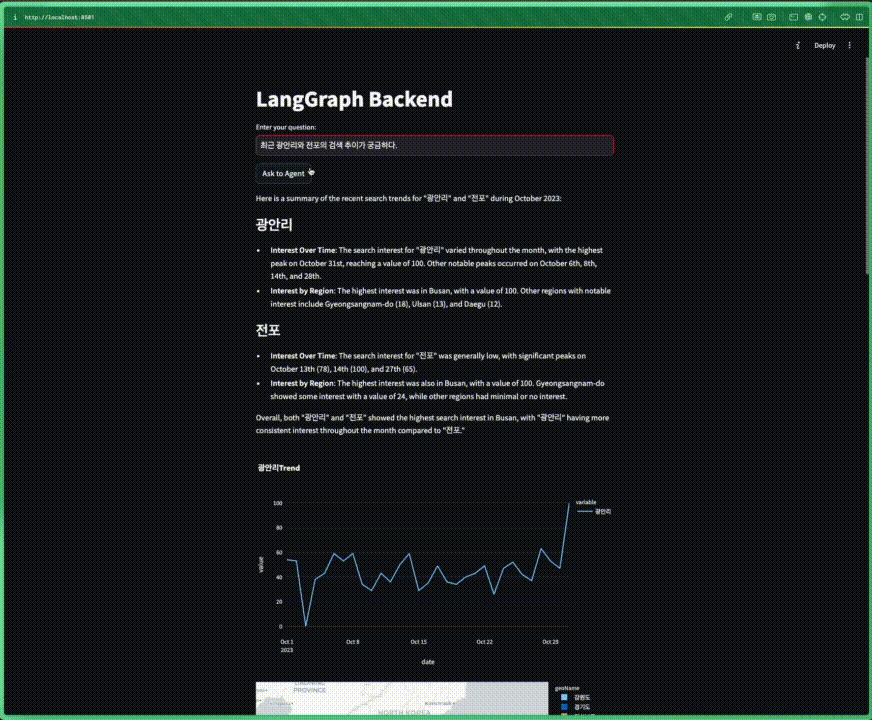 http://localhost:8501
Deploy
LangGraph Backend
Enter your question:
최근 광안리와 전포의 검색 추이가 궁금하다.
Ask to Agent
Here is a summary of the recent search trends for "광안리" and "전포" during October 2023:
광안리
• Interest Over Time: The search interest for "광안리" varied throughout the month, with the highest
peak on October 31st, reaching a value of 100. Other notable peaks occurred on October 6th, 8th,
14th, and 28th.
• Interest by Region: The highest interest was in Busan, with a value of 100. Other regions with notable
interest include Gyeongsangnam-do (18), Ulsan (13), and Daegu (12).
전포
• Interest Over Time: The search interest for "전포" was generally low, with significant peaks on
October 13th (78), 14th (100), and 27th (65).
• Interest by Region: The highest interest was also in Busan, with a value of 100. Gyeongsangnam-do
showed some interest with a value of 24, while other regions had minimal or no interest.
Overall, both "광안리" and "전포" showed the highest search interest in Busan, with "광안리" having more
consistent interest throughout the month compared to "전포."
광안리Trend
variable
광안리
100
80
60
40
20
0
value
Oct 1
2023
Oct 8
Oct 15
Oct 22
Oct 29
date
PROVINCE
NORTH KOREA
geoName
강원도
경기도